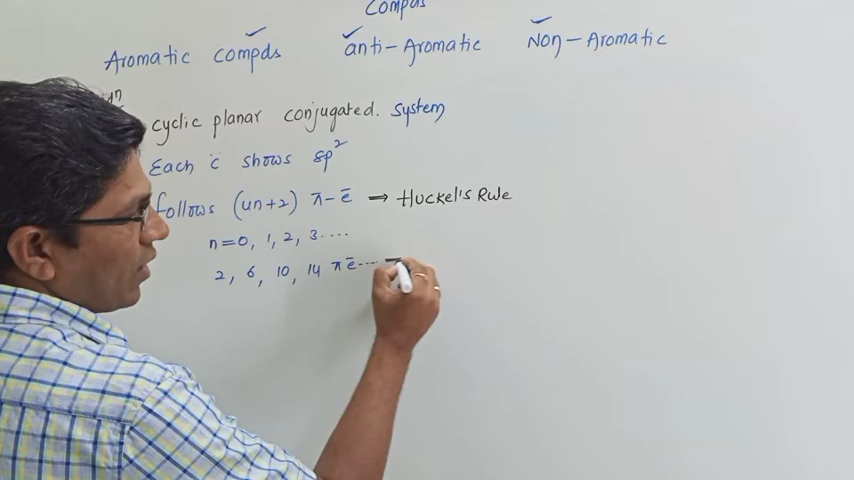 Compds
Aromatic compds anti-Aromatic Non-Aromatic
cyclic planar conjugated. system
Each c shows sp²
follows (4n+2) π-ē → Huckel's Rule
n=0, 1, 2, 3....
2, 6, 10, 14 πē....